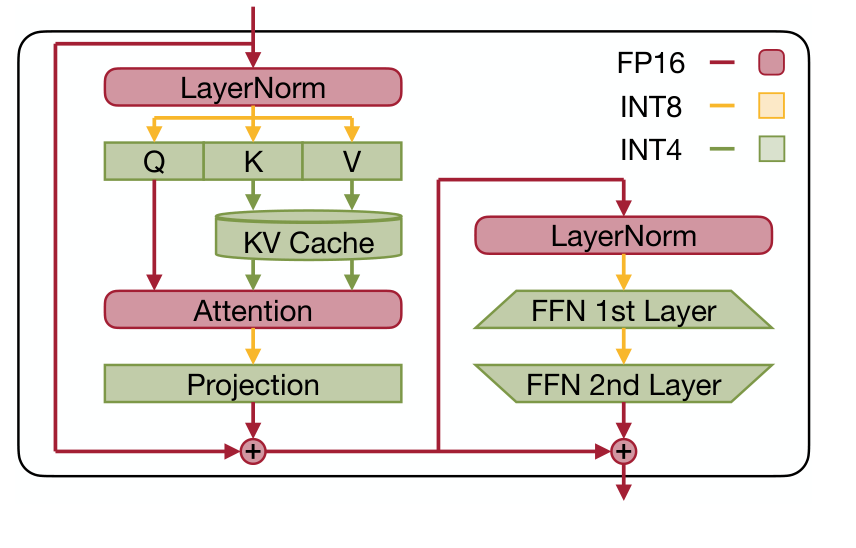 FP16
INT8
INT4
LayerNorm
Q K V
KV Cache
Attention
Projection
+
LayerNorm
FFN 1st Layer
FFN 2nd Layer
+